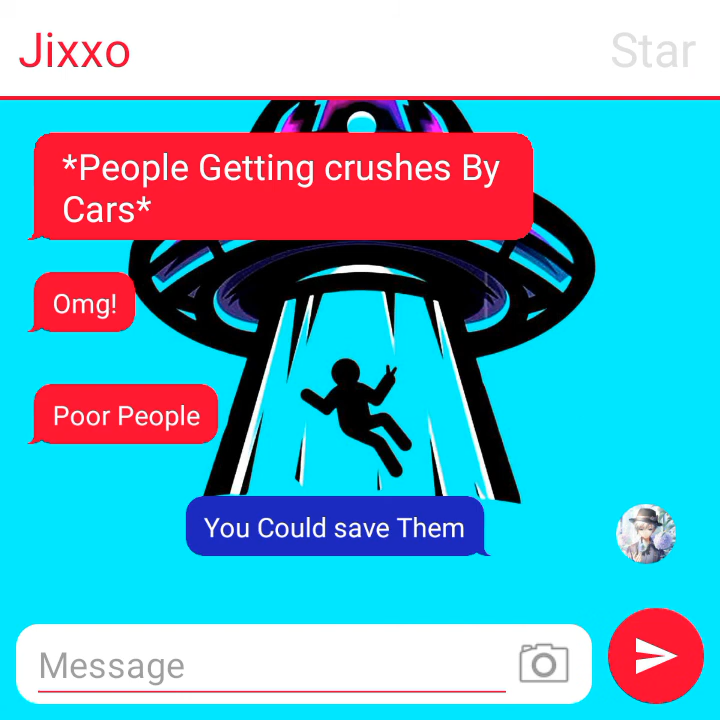 Jixxo
Star
*People Getting crushes By
Cars*
Omg!
Poor People
You Could save Them
Message